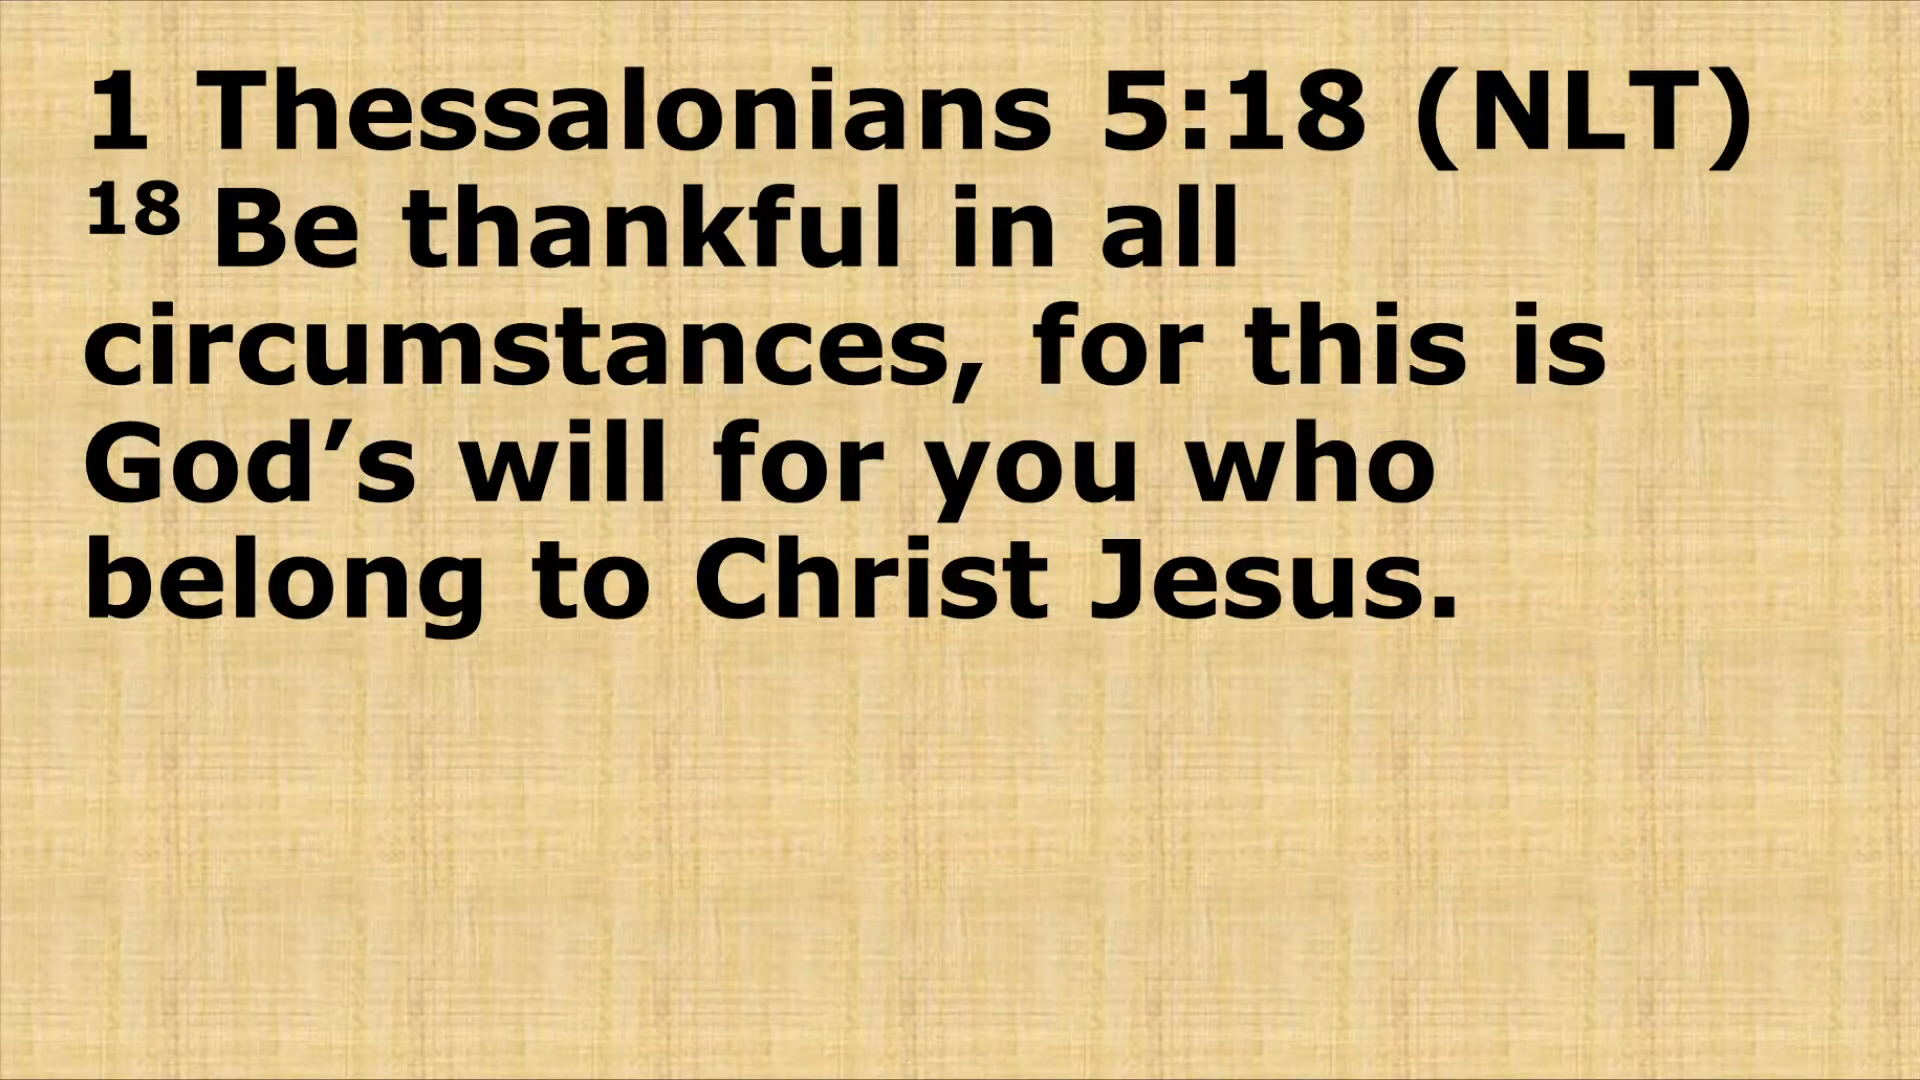 1 Thessalonians 5:18 (NLT)
18 Be thankful in all
circumstances, for this is
God’s will for you who
belong to Christ Jesus.